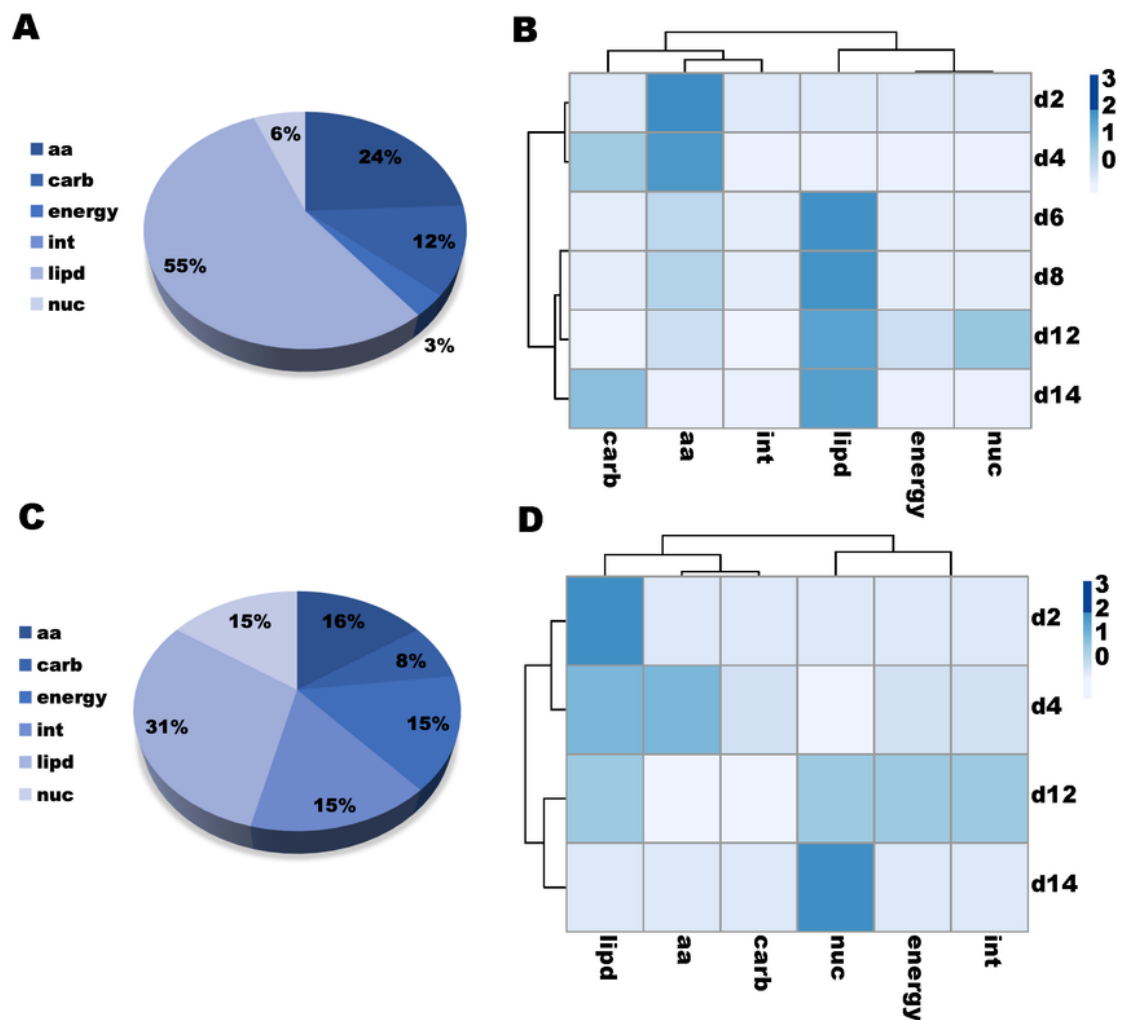 A
aa
carb
energy
int
lipd
nuc
6%
24%
12%
55%
3%
B
3
2
1
0
d2
d4
d6
d8
d12
d14
carb
aa
int
lipd
energy
nuc
C
aa
carb
energy
int
lipd
nuc
15%
16%
8%
31%
15%
15%
D
3
2
1
0
d2
d4
d12
d14
lipd
aa
carb
nuc
energy
int